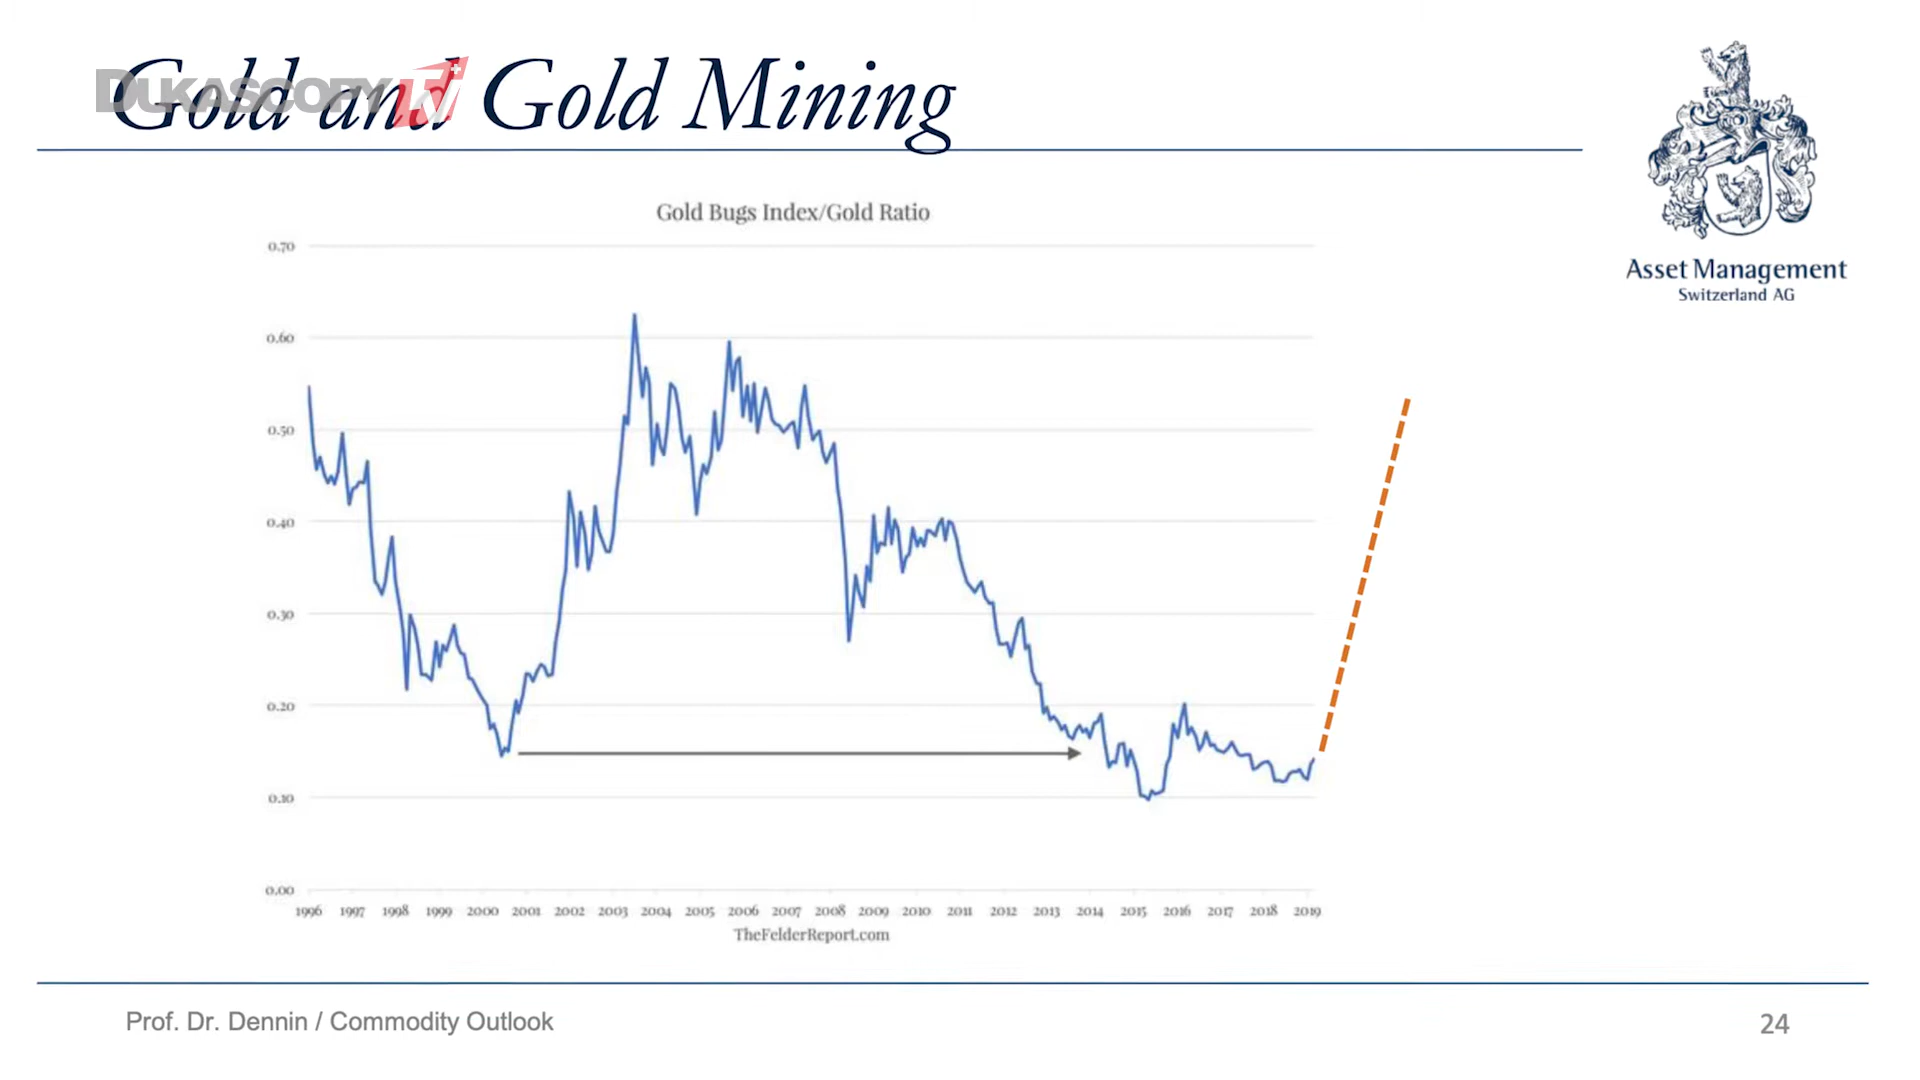 Gold and Gold Mining
DUKASCOPY TV
Asset Management
Switzerland AG
Gold Bugs Index/Gold Ratio
0.70
0.60
0.50
0.40
0.30
0.20
0.10
0.00
1996 1997 1998 1999 2000 2001 2002 2003 2004 2005 2006 2007 2008 2009 2010 2011 2012 2013 2014 2015 2016 2017 2018 2019
TheFelderReport.com
Prof. Dr. Dennin / Commodity Outlook
24